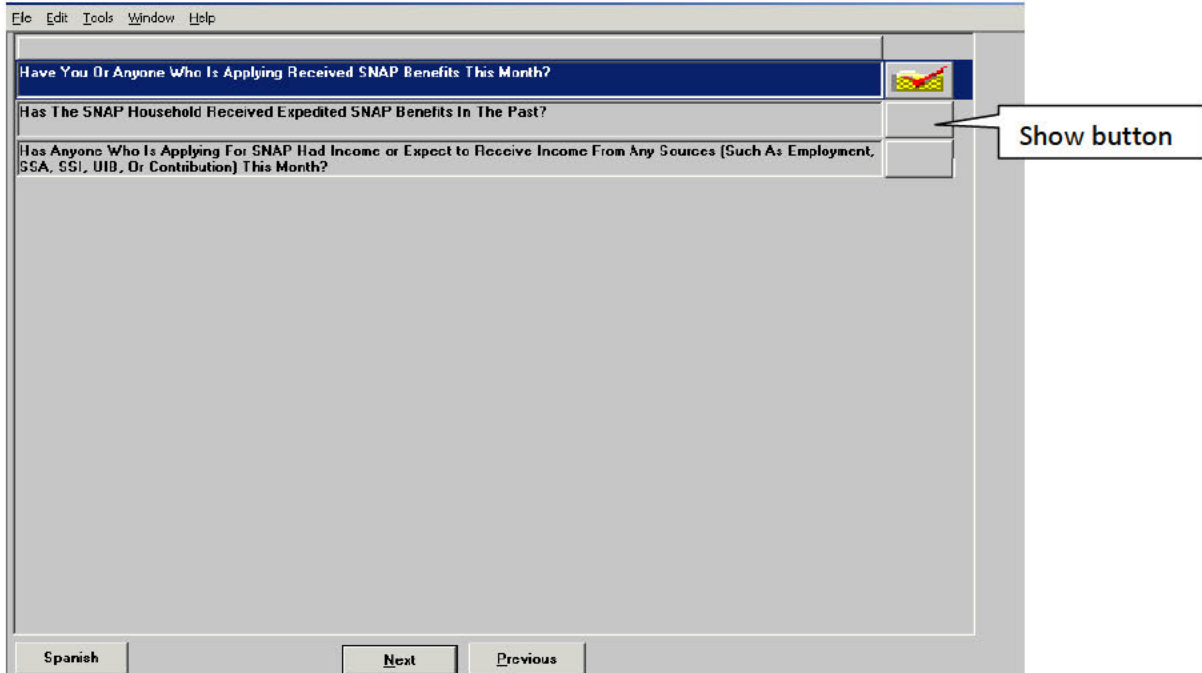 File Edit Tools Window Help
Have You Or Anyone Who Is Applying Received SNAP Benefits This Month?
Has The SNAP Household Received Expedited SNAP Benefits In The Past?
Show button
Has Anyone Who Is Applying For SNAP Had Income or Expect to Receive Income From Any Sources (Such As Employment,
SSA, SSI, UIB, Or Contribution) This Month?
Spanish Next Previous